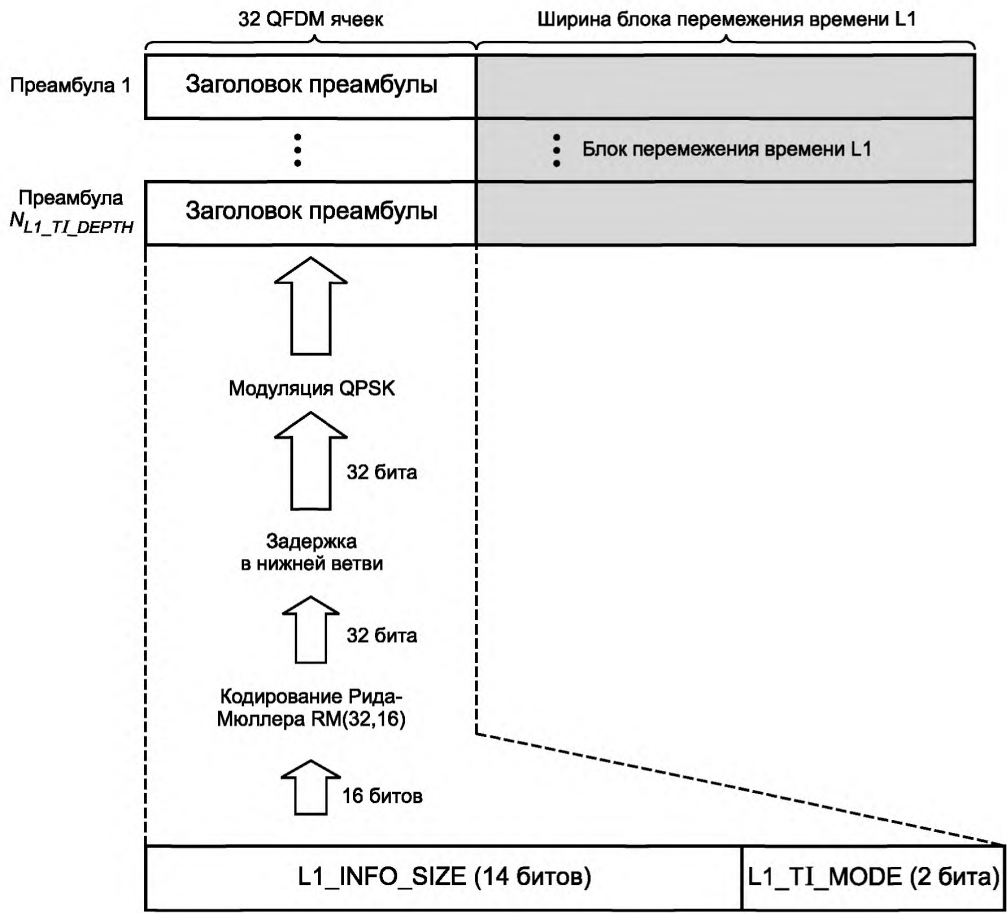 32 QFDM ячеек
Ширина блока перемежения времени L1
Преамбула 1
Заголовок преамбулы
Блок перемежения времени L1
Преамбула
N_{L1_TI_DEPTH}
Заголовок преамбулы
Модуляция QPSK
32 бита
Задержка
в нижней ветви
32 бита
Кодирование Рида-
Мюллера RM(32,16)
16 битов
L1_INFO_SIZE (14 битов)
L1_TI_MODE (2 бита)